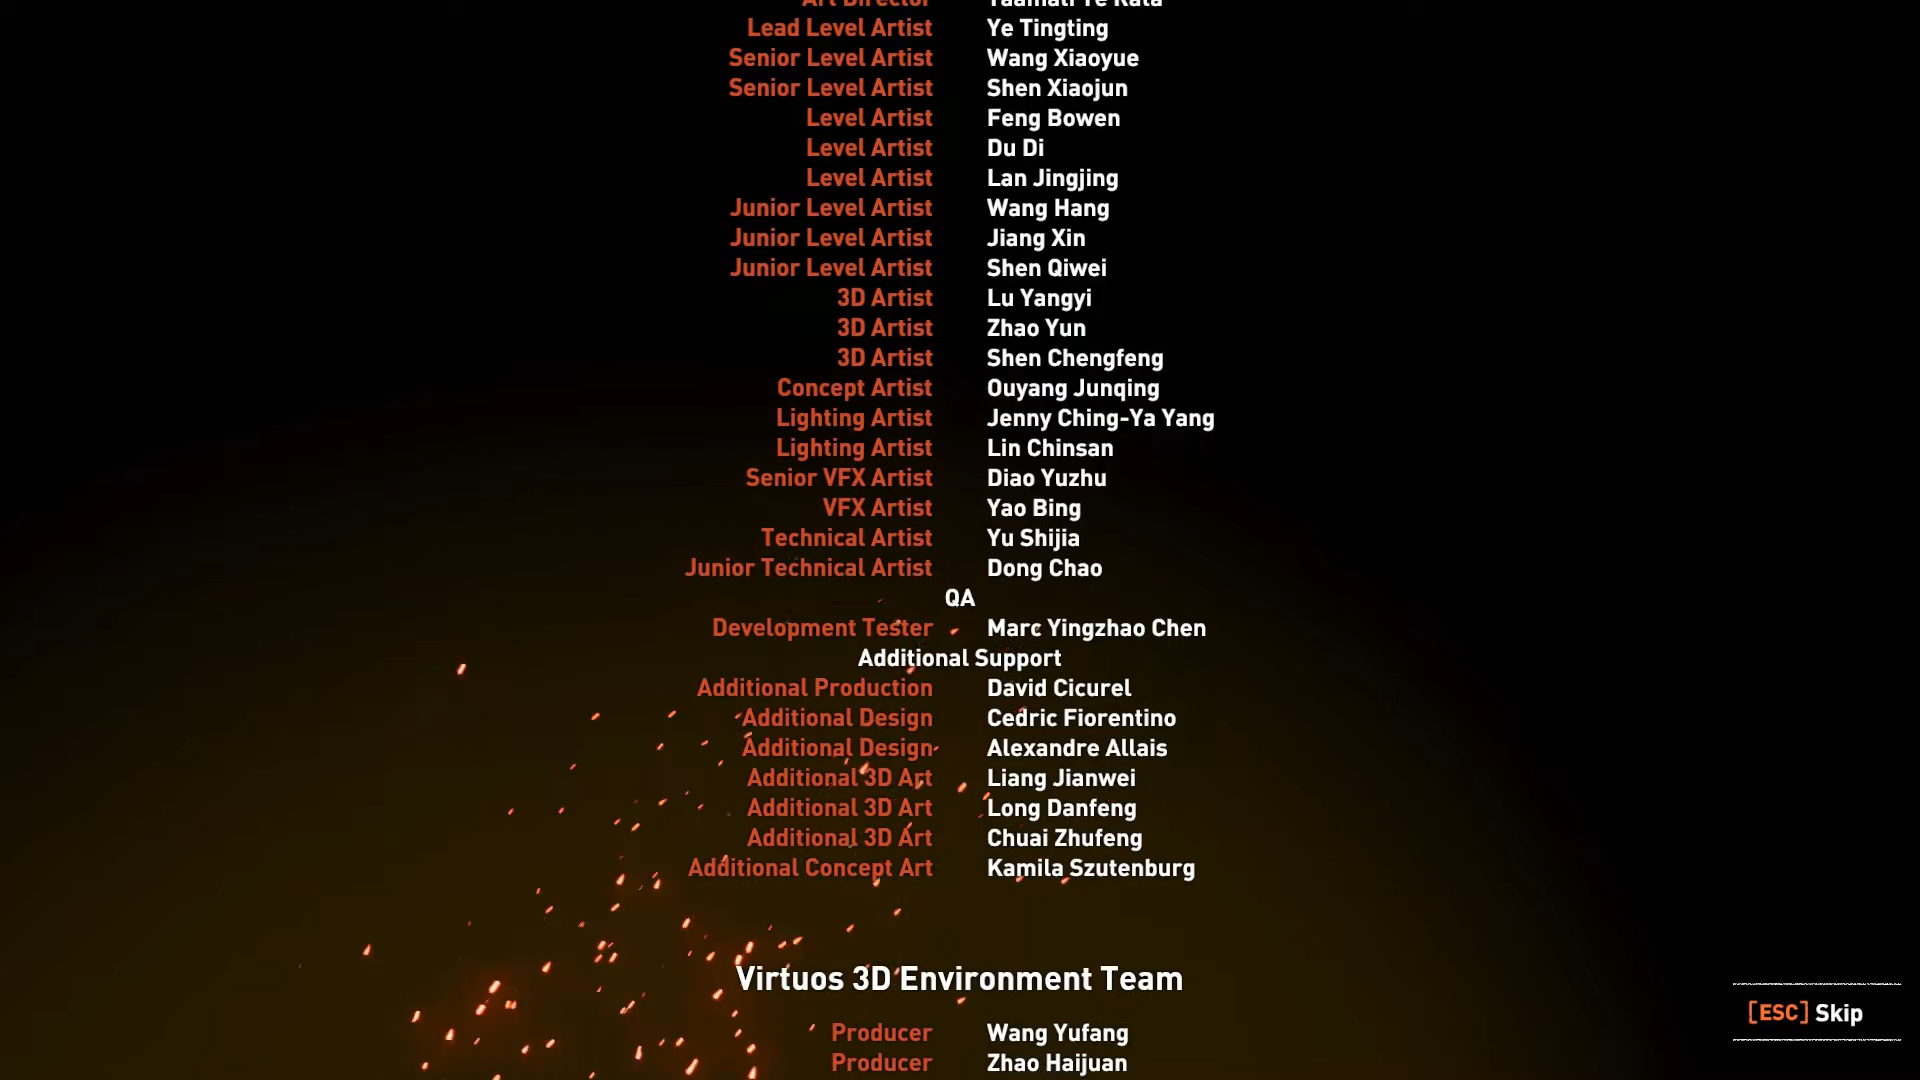 Lead Level Artist Ye Tingting
Senior Level Artist Wang Xiaoyue
Senior Level Artist Shen Xiaojun
Level Artist Feng Bowen
Level Artist Du Di
Level Artist Lan Jingjing
Junior Level Artist Wang Hang
Junior Level Artist Jiang Xin
Junior Level Artist Shen Qiwei
3D Artist Lu Yangyi
3D Artist Zhao Yun
3D Artist Shen Chengfeng
Concept Artist Ouyang Junqing
Lighting Artist Jenny Ching-Ya Yang
Lighting Artist Lin Chinsan
Senior VFX Artist Diao Yuzhu
VFX Artist Yao Bing
Technical Artist Yu Shijia
Junior Technical Artist Dong Chao
QA
Development Tester Marc Yingzhao Chen
Additional Support
Additional Production David Cicurel
Additional Design Cedric Fiorentino
Additional Design Alexandre Allais
Additional 3D Art Liang Jianwei
Additional 3D Art Long Danfeng
Additional 3D Art Chuai Zhufeng
Additional Concept Art Kamila Szutenburg
Virtuos 3D Environment Team
Producer Wang Yufang
Producer Zhao Haijuan
[ESC] Skip